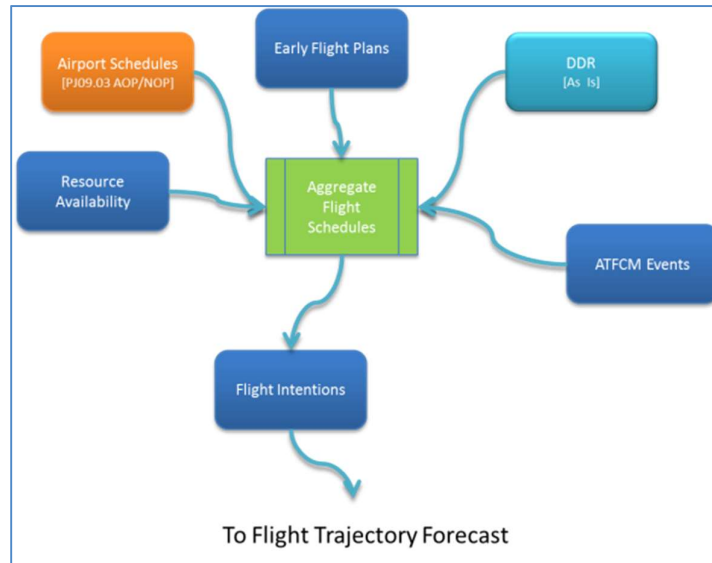 Airport Schedules
[PJ09.03 AOP/NOP]
Early Flight Plans
DDR
[As Is]
Resource
Availability
Aggregate
Flight
Schedules
ATFCM Events
Flight Intentions
To Flight Trajectory Forecast